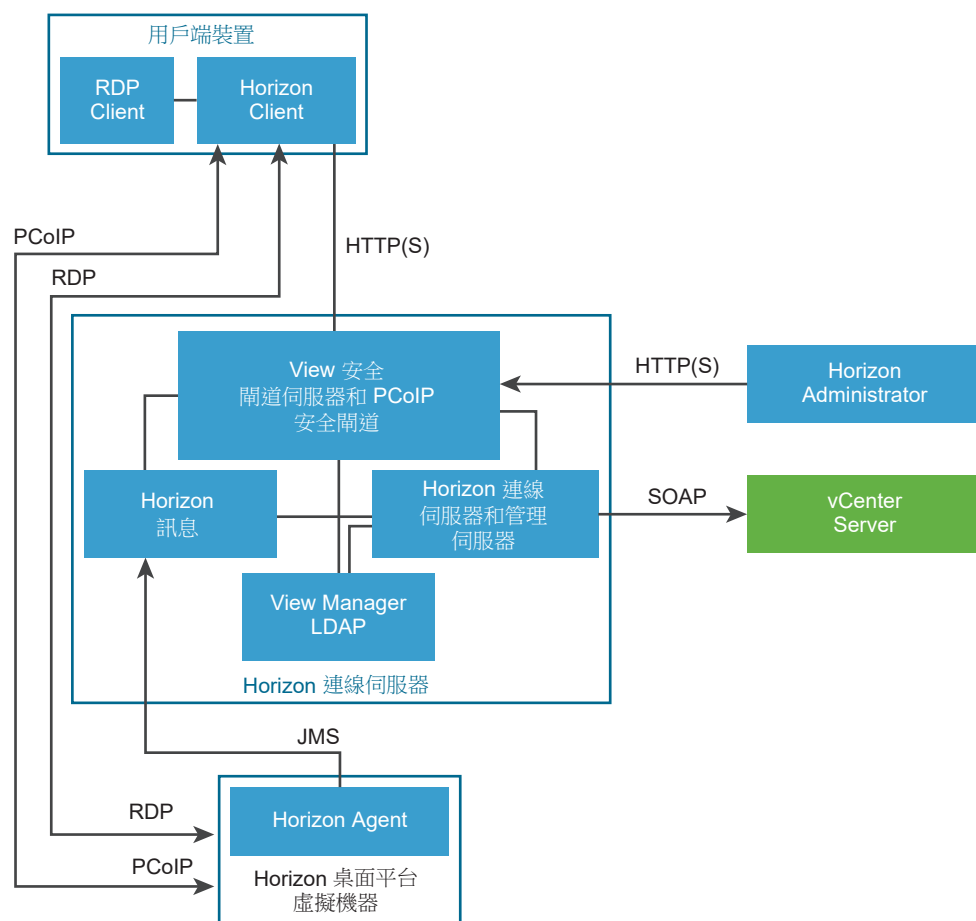 用戶端裝置
RDP
Client
Horizon
Client
PCoIP
RDP
HTTP(S)
View 安全
閘道伺服器和 PCoIP
安全閘道
HTTP(S)
Horizon
Administrator
Horizon
訊息
Horizon 連線
伺服器和管理
伺服器
SOAP
vCenter
Server
View Manager
LDAP
Horizon 連線伺服器
JMS
RDP
Horizon Agent
PCoIP
Horizon 桌面平台
虛擬機器